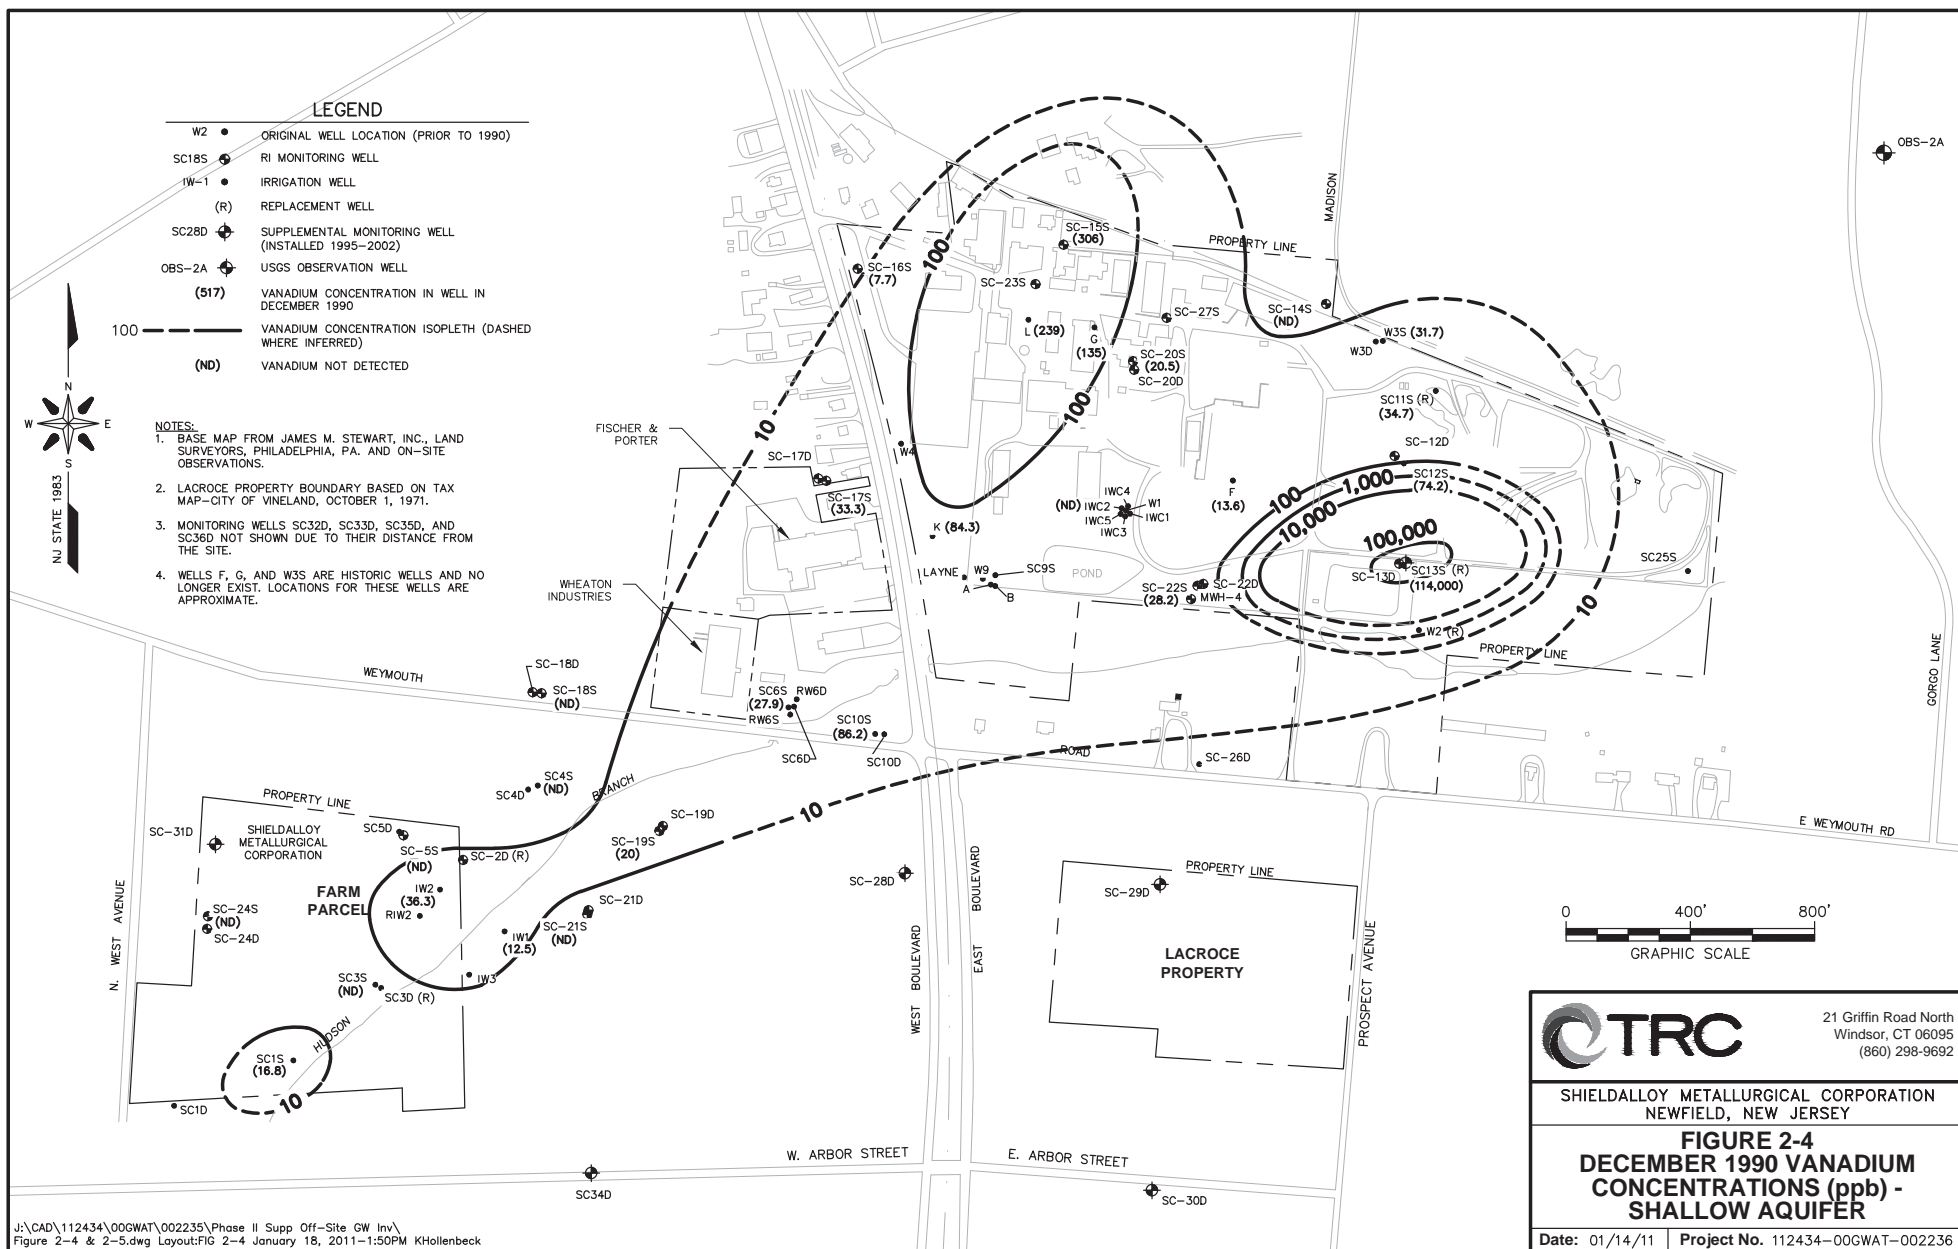 LEGEND
W2 ORIGINAL WELL LOCATION (PRIOR TO 1990)
SC18S RI MONITORING WELL
IW-1 IRRIGATION WELL
(R) REPLACEMENT WELL
SC28D SUPPLEMENTAL MONITORING WELL
(INSTALLED 1995-2002)
OBS-2A USGS OBSERVATION WELL
(517) VANADIUM CONCENTRATION IN WELL IN
DECEMBER 1990
100 VANADIUM CONCENTRATION ISOPLETH (DASHED
WHERE INFERRED)
(ND) VANADIUM NOT DETECTED
N
W E
S
NJ STATE 1983
NOTES:
1. BASE MAP FROM JAMES M. STEWART, INC., LAND
SURVEYORS, PHILADELPHIA, PA. AND ON-SITE
OBSERVATIONS.
2. LACROCE PROPERTY BOUNDARY BASED ON TAX
MAP-CITY OF VINELAND, OCTOBER 1, 1971.
3. MONITORING WELLS SC32D, SC33D, SC35D, AND
SC36D NOT SHOWN DUE TO THEIR DISTANCE FROM
THE SITE.
4. WELLS F, G, AND W3S ARE HISTORIC WELLS AND NO
LONGER EXIST. LOCATIONS FOR THESE WELLS ARE
APPROXIMATE.
OBS-2A
MADISON
PROPERTY LINE
SC-15S
(306)
100
SC-16S
(7.7)
SC-23S
SC-27S
SC-14S
(ND)
L (239)
G
(135)
W3S (31.7)
W3D
SC-20S
(20.5)
SC-20D
SC11S (R)
(34.7)
100
10
FISCHER &
PORTER
W4
SC-12D
SC-17D
SC-17S
(33.3)
SC12S
(74.2)
100
1,000
10,000
100,000
F
(13.6)
IWC4
(ND) IWC2
W1
IWC5
IWC1
IWC3
K (84.3)
SC25S
SC-13D
SC13S (R)
(114,000)
LAYNE
W9
SC9S
A
B
POND
SC-22S
(28.2)
SC-22D
MWH-4
10
WHEATON
INDUSTRIES
W2 (R)
PROPERTY LINE
GORGO LANE
WEYMOUTH
SC-18D
SC-18S
(ND)
SC6S
(27.9)
RW6D
RW6S
SC6D
SC10S
(86.2)
SC10D
ROAD
SC-26D
SC4S
(ND)
SC4D
BRANCH
PROPERTY LINE
SC-31D
SHIELDALLOY
METALLURGICAL
CORPORATION
SC5D
SC-5S
(ND)
SC-2D (R)
SC-19D
SC-19S
(20)
10
E WEYMOUTH RD
FARM
PARCEL
IW2
(36.3)
RIW2
SC-28D
SC-29D
PROPERTY LINE
N. WEST AVENUE
SC-24S
(ND)
SC-24D
IW1
(12.5)
SC-21D
SC-21S
(ND)
IW3
SC3S
(ND)
SC3D (R)
HUDSON
WEST BOULEVARD
EAST BOULEVARD
LACROCE
PROPERTY
PROSPECT AVENUE
0 400' 800'
GRAPHIC SCALE
SC1S
(16.8)
10
SC1D
W. ARBOR STREET
E. ARBOR STREET
SC34D
SC-30D
TRC
21 Griffin Road North
Windsor, CT 06095
(860) 298-9692
SHIELDALLOY METALLURGICAL CORPORATION
NEWFIELD, NEW JERSEY
FIGURE 2-4
DECEMBER 1990 VANADIUM
CONCENTRATIONS (ppb) -
SHALLOW AQUIFER
Date: 01/14/11 Project No. 112434-00GWAT-002236
J:\CAD\112434\00GWAT\002235\Phase II Supp Off-Site GW Inv\
Figure 2-4 & 2-5.dwg Layout:FIG 2-4 January 18, 2011-1:50PM KHollenbeck